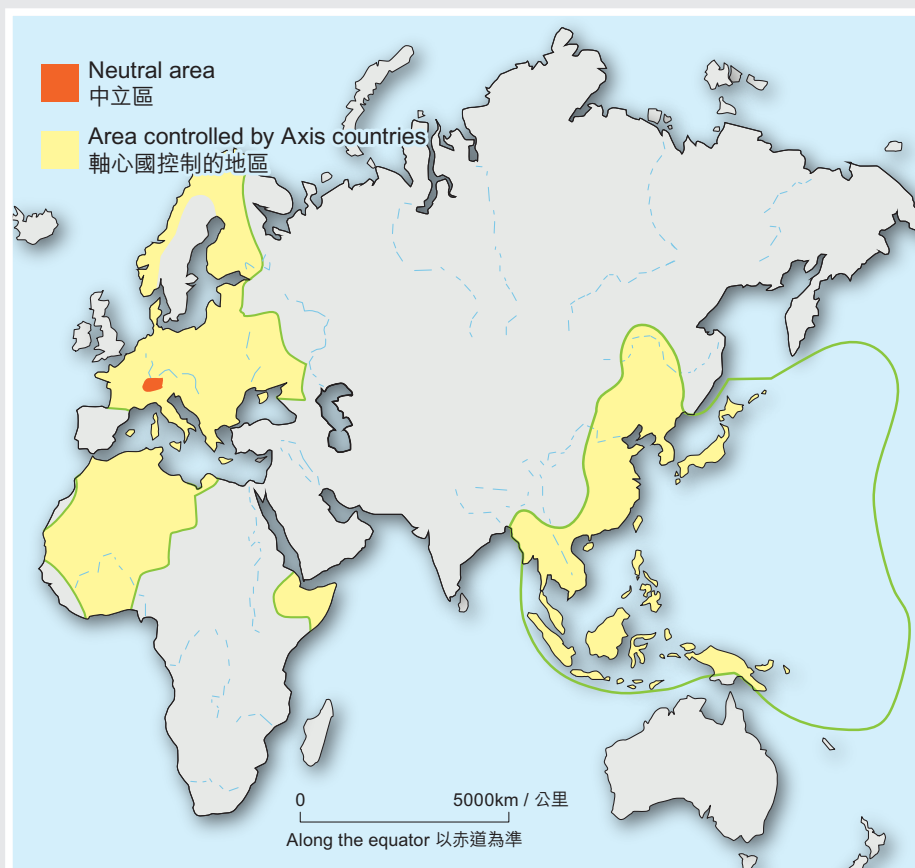 Neutral area
中立區
Area controlled by Axis countries
軸心國控制的地區
0 5000km / 公里
Along the equator 以赤道為準